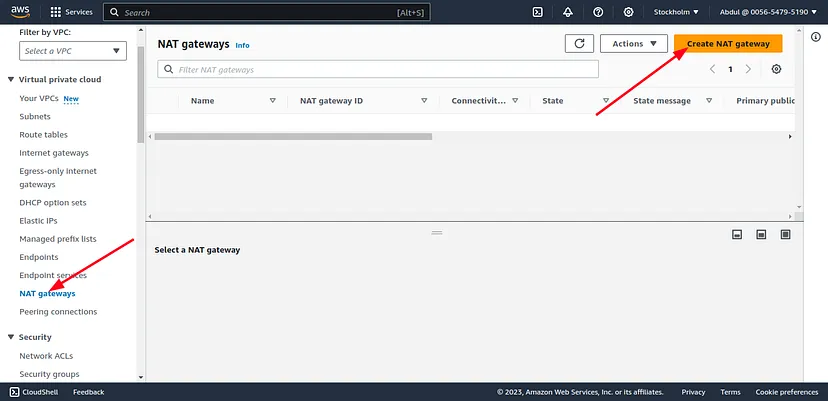 aws
Services
Search
[Alt+S]
Stockholm
Abdul @ 0056-5479-5190
Filter by VPC:
Select a VPC
Virtual private cloud
Your VPCs New
Subnets
Route tables
Internet gateways
Egress-only internet
gateways
DHCP option sets
Elastic IPs
Managed prefix lists
Endpoints
Endpoint services
NAT gateways
Peering connections
Security
Network ACLs
Security groups
NAT gateways Info
Actions
Create NAT gateway
Filter NAT gateways
1
Name
NAT gateway ID
Connectivit...
State
State message
Primary public
Select a NAT gateway
CloudShell
Feedback
© 2023, Amazon Web Services, Inc. or its affiliates.
Privacy
Terms
Cookie preferences